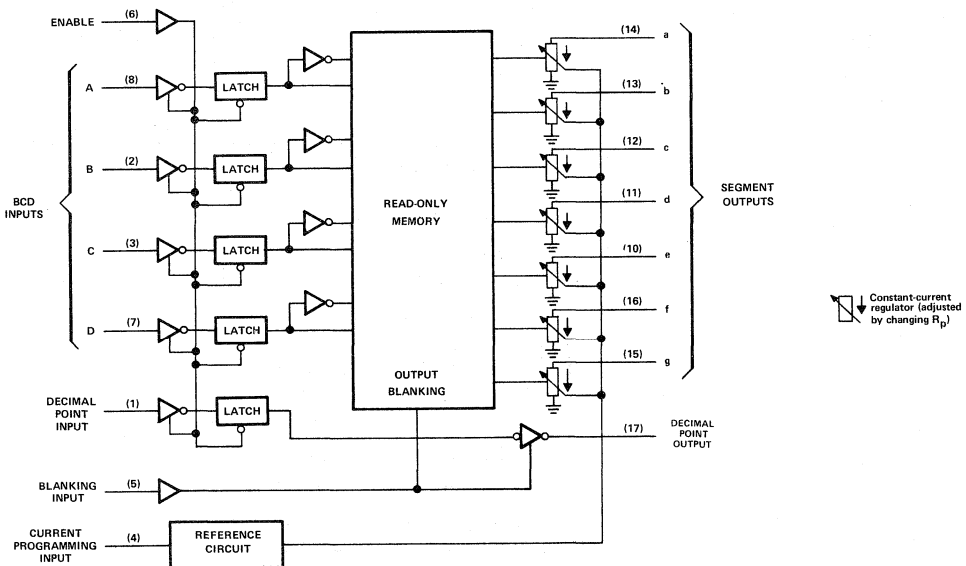 ENABLE
(6)
(14)
a
(13)
b
A
(8)
LATCH
(12)
c
B
(2)
LATCH
(11)
d
BCD
INPUTS
READ-ONLY
MEMORY
SEGMENT
OUTPUTS
C
(3)
LATCH
(10)
e
(16)
f
Constant-current
regulator (adjusted
by changing Rp)
D
(7)
LATCH
(15)
g
OUTPUT
BLANKING
DECIMAL
POINT
INPUT
(1)
LATCH
(17)
DECIMAL
POINT
OUTPUT
BLANKING
INPUT
(5)
CURRENT
PROGRAMMING
INPUT
(4)
REFERENCE
CIRCUIT